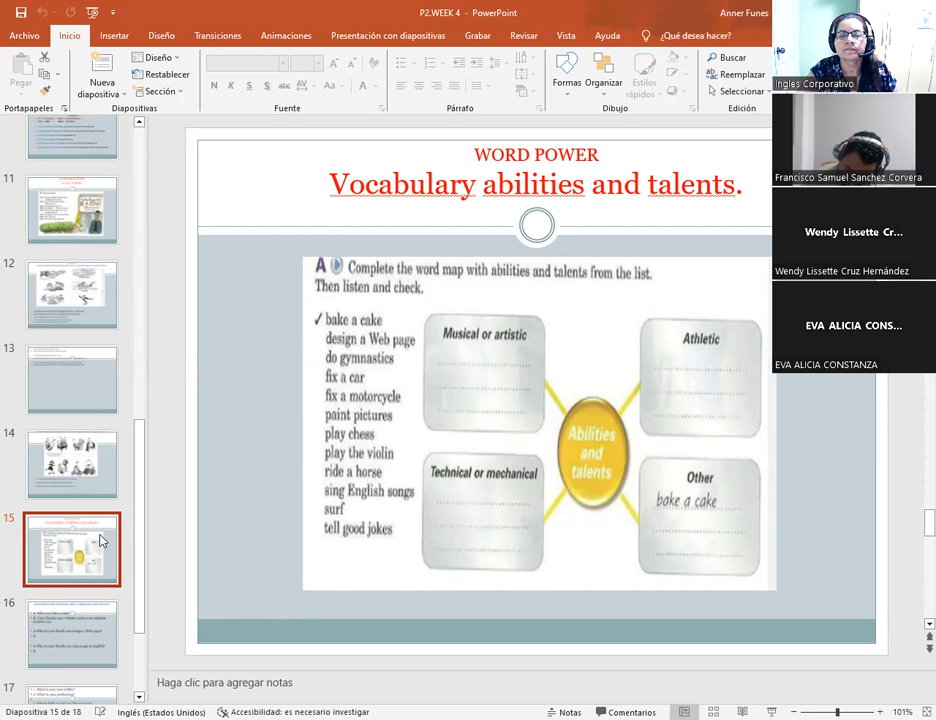 P2.WEEK 4 - PowerPoint
Anner Funes
Archivo Inicio Insertar Diseño Transiciones Animaciones Presentación con diapositivas Grabar Revisar Vista Ayuda ¿Qué desea hacer?
Pegar
Nueva diapositiva
Diseño
Restablecer
Sección
N K S S
Aa
A
Formas
Organizar
Estilos rápidos
Buscar
Reemplazar
Seleccionar
Portapapeles
Diapositivas
Fuente
Párrafo
Dibujo
Edición
11
12
13
14
15
16
17
WORD POWER
Vocabulary abilities and talents.
A Complete the word map with abilities and talents from the list.
Then listen and check.
✓ bake a cake
design a Web page
do gymnastics
fix a car
fix a motorcycle
paint pictures
play chess
play the violin
ride a horse
sing English songs
surf
tell good jokes
Musical or artistic
Athletic
Abilities
and
talents
Technical or mechanical
Other
bake a cake
Ingles Corporativo
Francisco Samuel Sanchez Corvera
Wendy Lissette Cr...
Wendy Lissette Cruz Hernández
EVA ALICIA CONS...
EVA ALICIA CONSTANZA
Haga clic para agregar notas
Diapositiva 15 de 18
Inglés (Estados Unidos)
Accesibilidad: es necesario investigar
Notas
Comentarios
101%